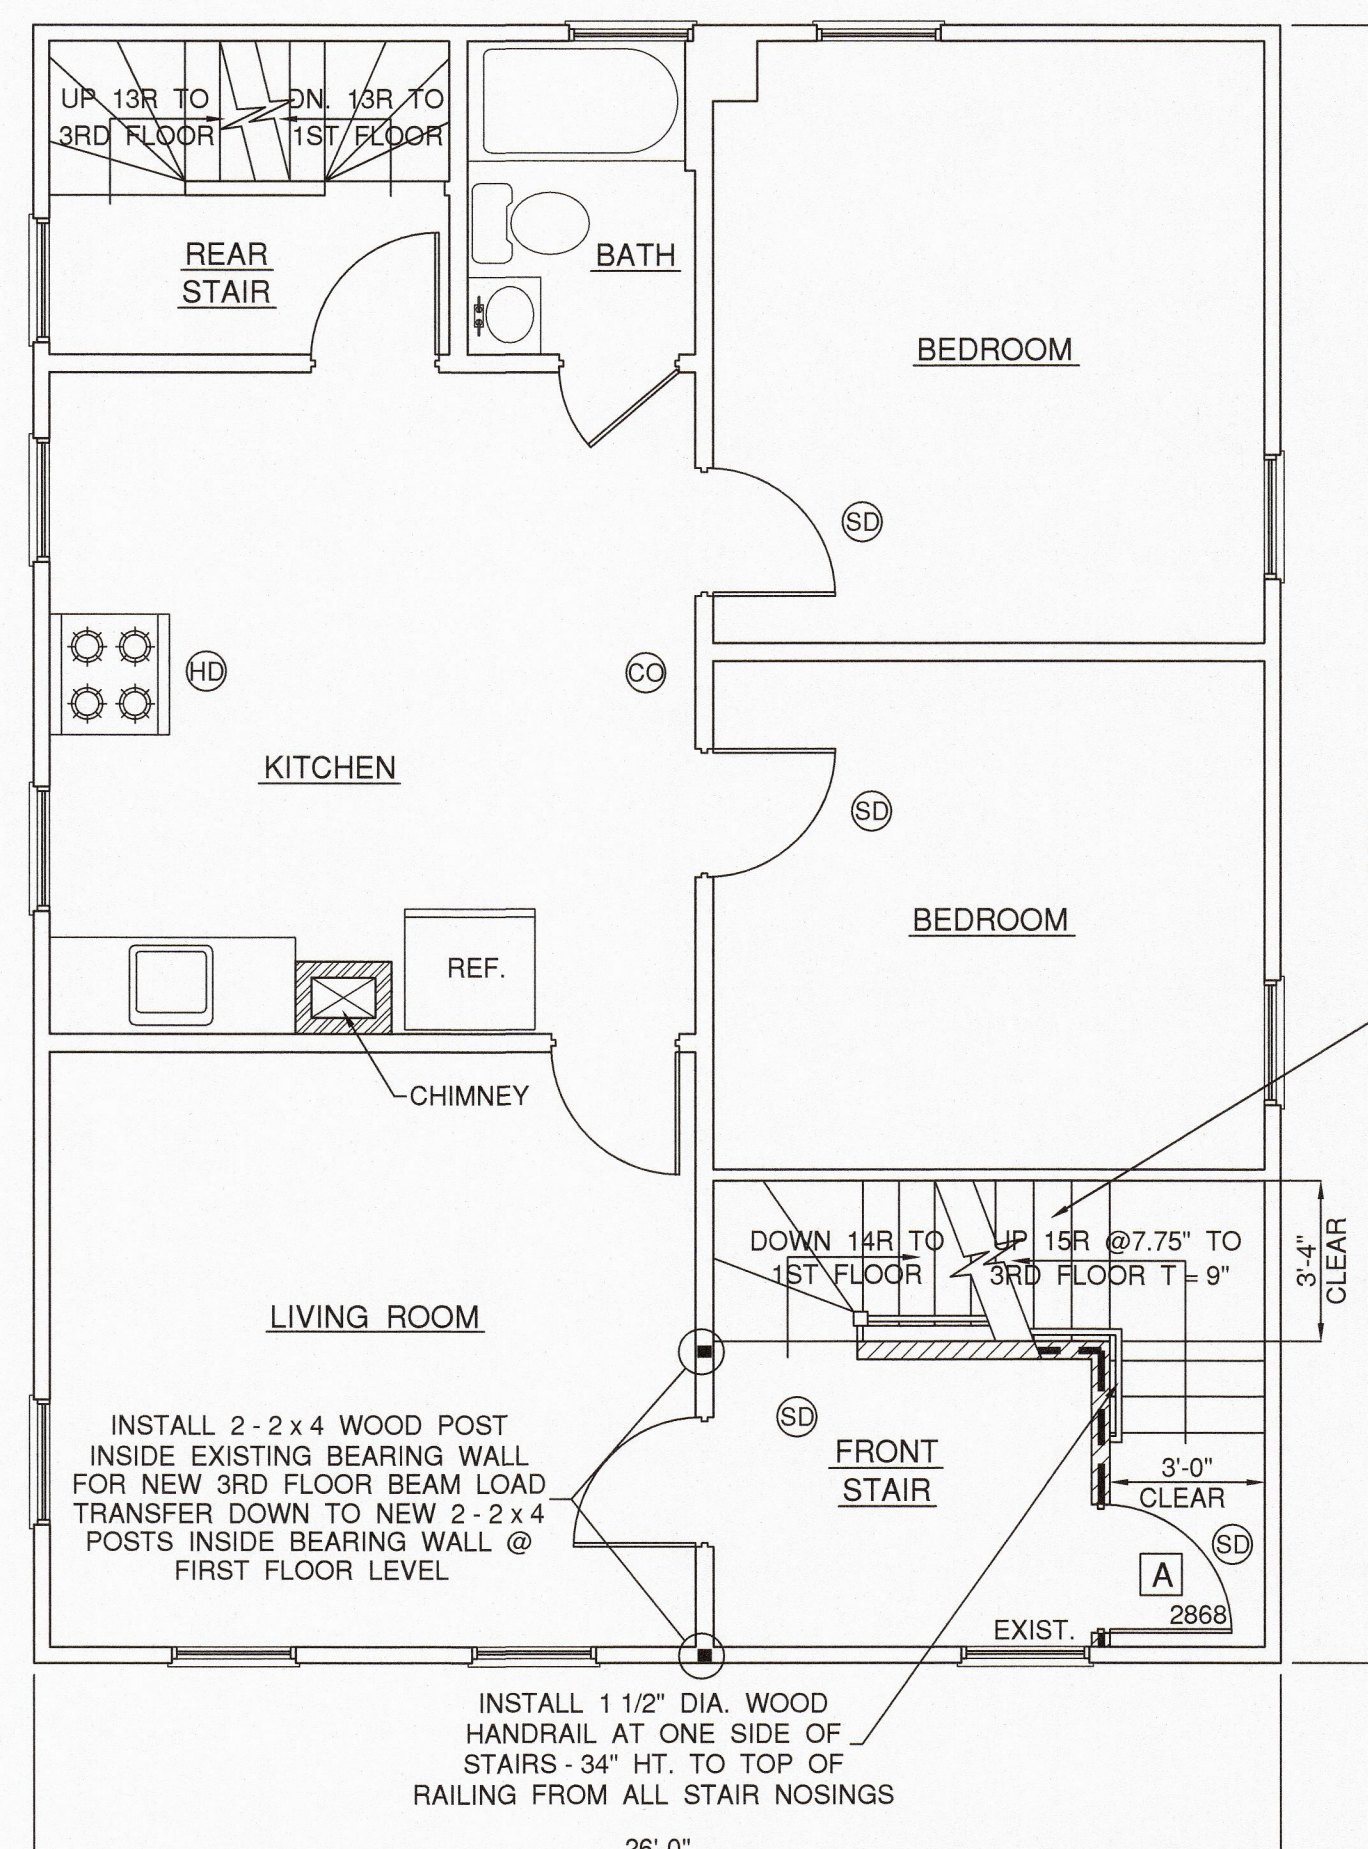 UP 13R TO
3RD FLOOR
DN. 13R TO
1ST FLOOR
REAR
STAIR
BATH
BEDROOM
SD
HD
CO
KITCHEN
SD
BEDROOM
REF.
CHIMNEY
DOWN 14R TO
1ST FLOOR
UP 15R @7.75" TO
3RD FLOOR T = 9"
3'-4"
CLEAR
LIVING ROOM
INSTALL 2 - 2 x 4 WOOD POST
INSIDE EXISTING BEARING WALL
FOR NEW 3RD FLOOR BEAM LOAD
TRANSFER DOWN TO NEW 2 - 2 x 4
POSTS INSIDE BEARING WALL @
FIRST FLOOR LEVEL
SD
FRONT
STAIR
3'-0"
CLEAR
SD
A
2868
EXIST.
INSTALL 1 1/2" DIA. WOOD
HANDRAIL AT ONE SIDE OF
STAIRS - 34" HT. TO TOP OF
RAILING FROM ALL STAIR NOSINGS
26'-0"